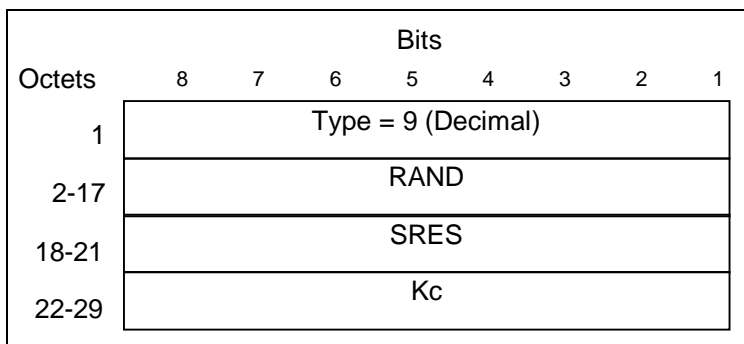 Bits
Octets 8 7 6 5 4 3 2 1
1 Type = 9 (Decimal)
2-17 RAND
18-21 SRES
22-29 Kc